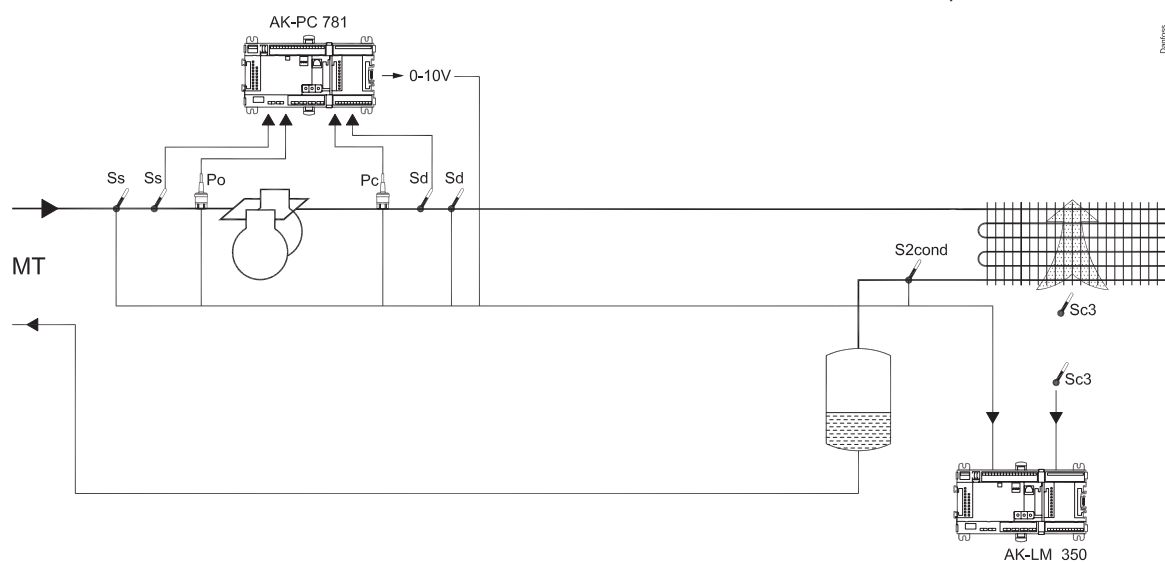 AK-PC 781
Danfoss
0-10V
Ss
Ss
Po
Pc
Sd
Sd
MT
S2cond
Sc3
Sc3
AK-LM 350